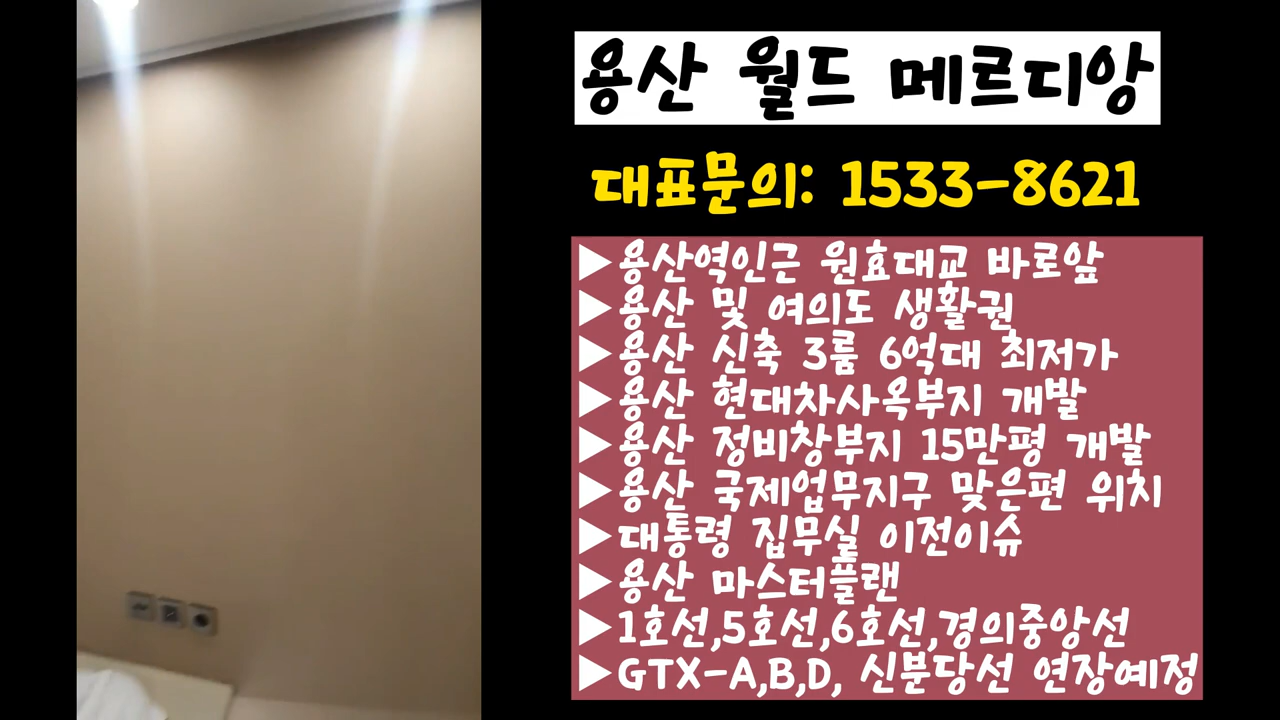 용산 월드 메르디앙
대표문의: 1533-8621
▶용산역인근 원효대교 바로앞
▶용산 및 여의도 생활권
▶용산 신축 3룸 6억대 최저가
▶용산 현대차사옥부지 개발
▶용산 정비창부지 15만평 개발
▶용산 국제업무지구 맞은편 위치
▶대통령 집무실 이전이슈
▶용산 마스터플랜
▶1호선,5호선,6호선,경의중앙선
▶GTX-A,B,D, 신분당선 연장예정